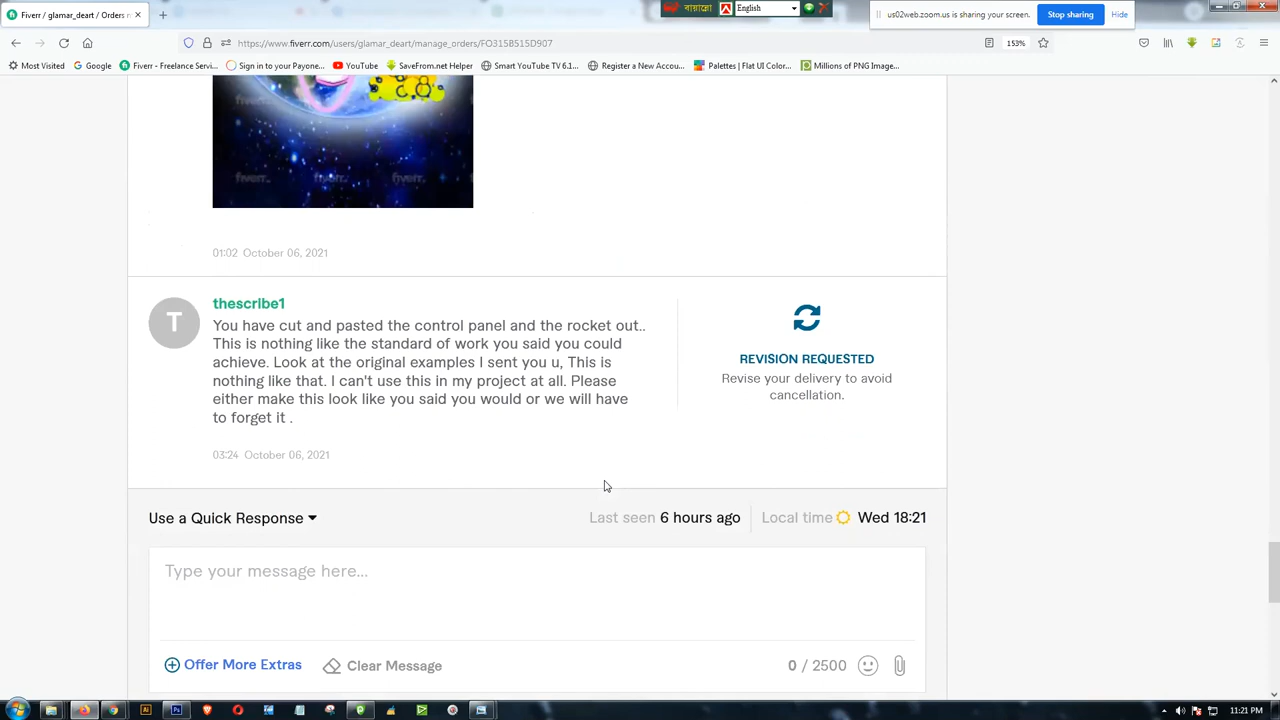 Fiverr / glamar_deart / Orders r
বায়ান্নো
English
us02web.zoom.us is sharing your screen.
Stop sharing
Hide
https://www.fiverr.com/users/glamar_deart/manage_orders/FO315B515D907
153%
Most Visited
Google
Fiverr - Freelance Servi...
Sign in to your Payone...
YouTube
SaveFrom.net Helper
Smart YouTube TV 6.1...
Register a New Accou...
Palettes | Flat UI Color...
Millions of PNG Image...
fiverr.
fiverr.
fiverr.
01:02 October 06, 2021
thescribe1
T
You have cut and pasted the control panel and the rocket out..
This is nothing like the standard of work you said you could
achieve. Look at the original examples I sent you u, This is
nothing like that. I can't use this in my project at all. Please
either make this look like you said you would or we will have
to forget it .
03:24 October 06, 2021
REVISION REQUESTED
Revise your delivery to avoid
cancellation.
Use a Quick Response
Last seen 6 hours ago
Local time Wed 18:21
Type your message here...
Offer More Extras
Clear Message
0 / 2500
11:21 PM